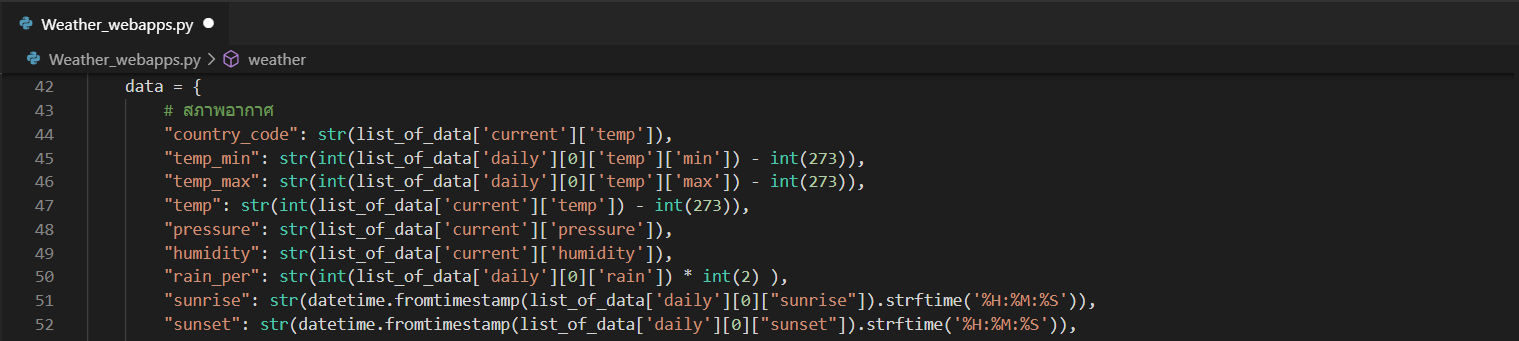 Weather_webapps.py
Weather_webapps.py > weather
42 data = {
43 # สภาพอากาศ
44 "country_code": str(list_of_data['current']['temp']),
45 "temp_min": str(int(list_of_data['daily'][0]['temp']['min']) - int(273)),
46 "temp_max": str(int(list_of_data['daily'][0]['temp']['max']) - int(273)),
47 "temp": str(int(list_of_data['current']['temp']) - int(273)),
48 "pressure": str(list_of_data['current']['pressure']),
49 "humidity": str(list_of_data['current']['humidity']),
50 "rain_per": str(int(list_of_data['daily'][0]['rain']) * int(2) ),
51 "sunrise": str(datetime.fromtimestamp(list_of_data['daily'][0]["sunrise"]).strftime('%H:%M:%S')),
52 "sunset": str(datetime.fromtimestamp(list_of_data['daily'][0]["sunset"]).strftime('%H:%M:%S')),